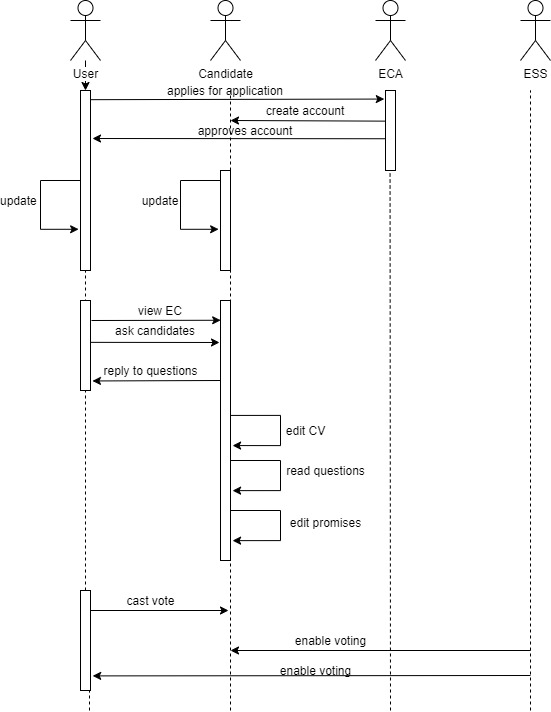 User
Candidate
ECA
ESS
applies for application
create account
approves account
update
update
view EC
ask candidates
reply to questions
edit CV
read questions
edit promises
cast vote
enable voting
enable voting